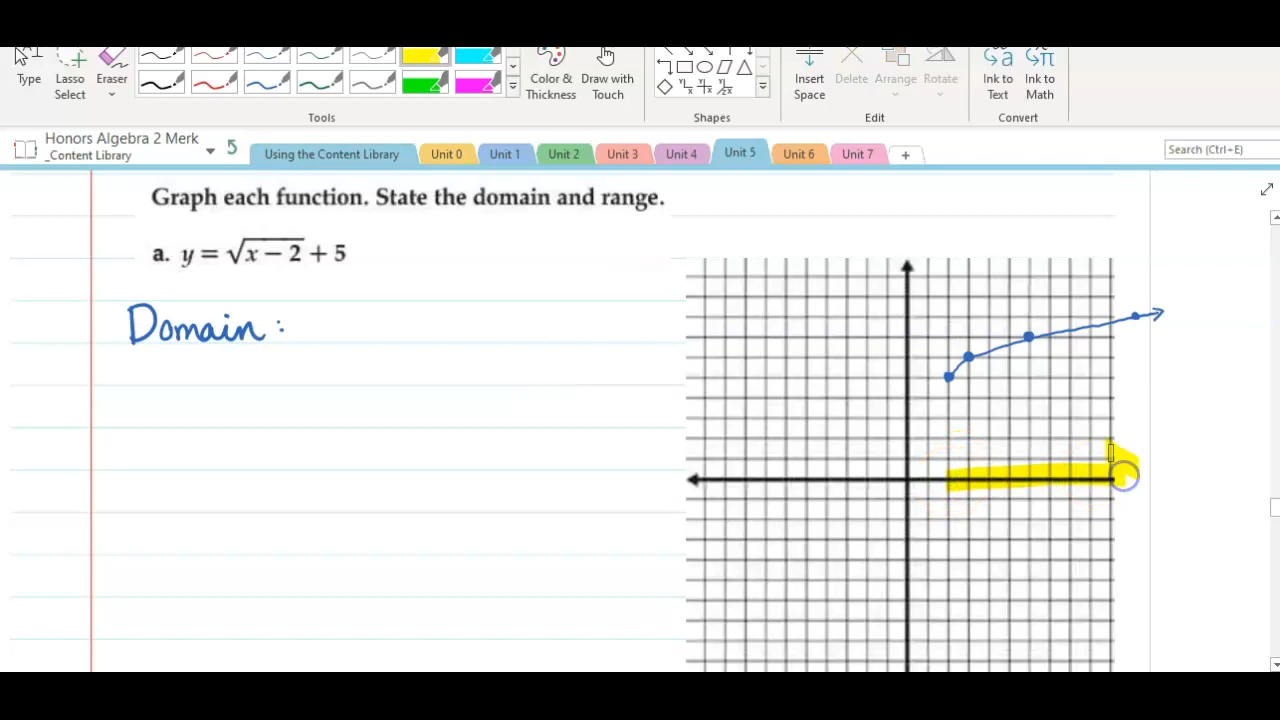 Type
Lasso Select
Eraser
Color & Thickness
Draw with Touch
Insert Space
Delete
Arrange
Rotate
Ink to Text
Ink to Math
Tools
Shapes
Edit
Convert
Honors Algebra 2 Merk
_Content Library
Using the Content Library
Unit 0
Unit 1
Unit 2
Unit 3
Unit 4
Unit 5
Unit 6
Unit 7
+
Search (Ctrl+E)
Graph each function. State the domain and range.
a. y = √(x − 2) + 5
Domain :